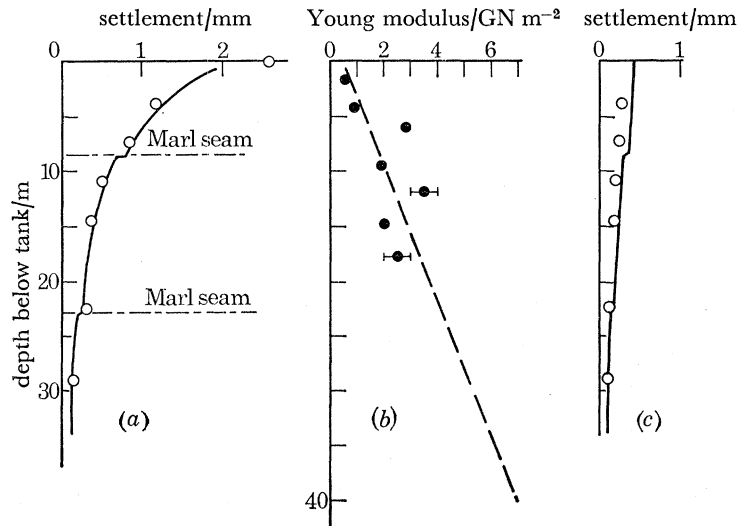 settlement/mm
0 1 2
Marl seam
10
20
Marl seam
30
depth below tank/m
(a)
Young modulus/GN m−2
0 2 4 6
40
(b)
settlement/mm
0 1
(c)